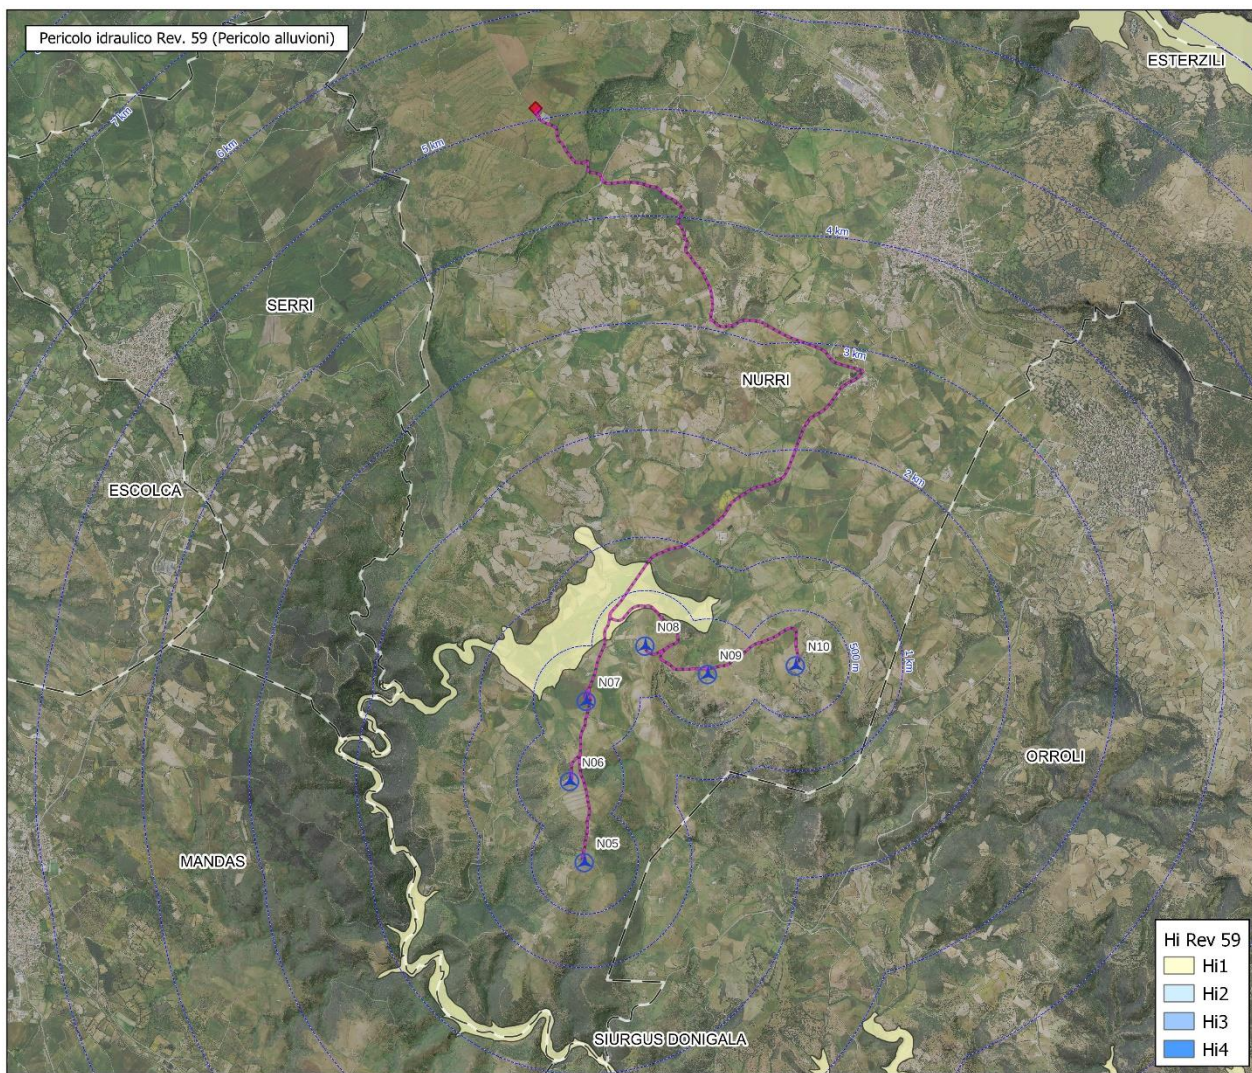 Pericolo idraulico Rev. 59 (Pericolo alluvioni)
ESTERZILI
7 km
6 km
5 km
4 km
SERRI
3 km
NURRI
2 km
ESCOLCA
N08
N09
N10
500 m
1 km
N07
N06
ORROLI
N05
MANDAS
SIURGUS DONIGALA
Hi Rev 59
Hi1
Hi2
Hi3
Hi4